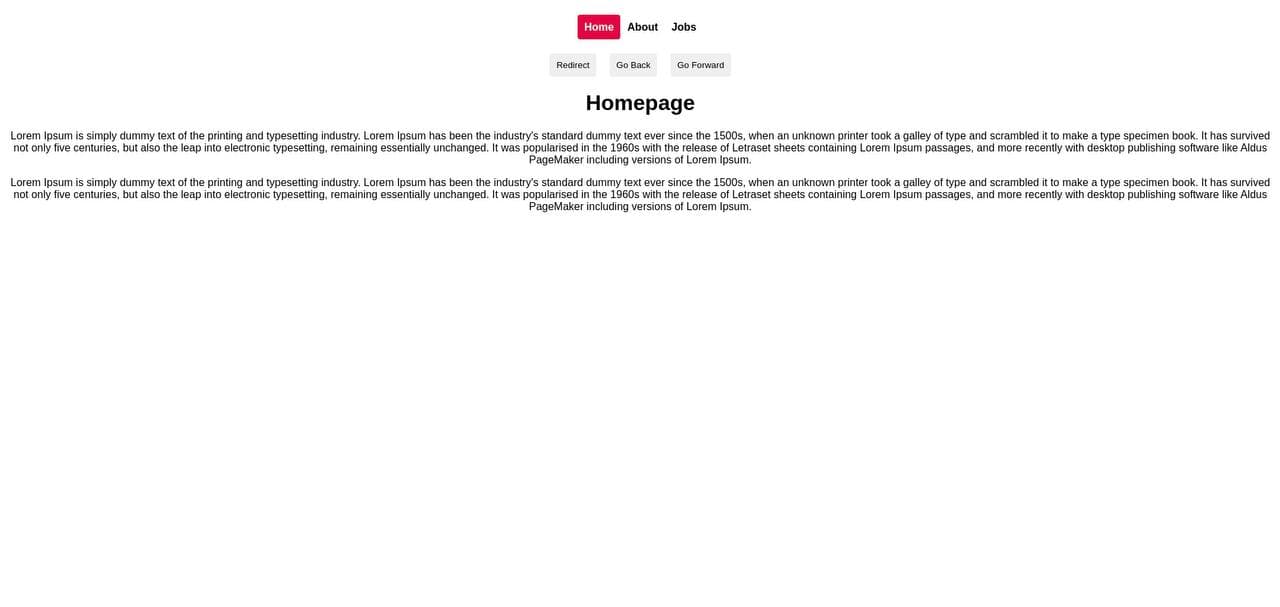 Home About Jobs
Redirect Go Back Go Forward
Homepage
Lorem Ipsum is simply dummy text of the printing and typesetting industry. Lorem Ipsum has been the industry's standard dummy text ever since the 1500s, when an unknown printer took a galley of type and scrambled it to make a type specimen book. It has survived
not only five centuries, but also the leap into electronic typesetting, remaining essentially unchanged. It was popularised in the 1960s with the release of Letraset sheets containing Lorem Ipsum passages, and more recently with desktop publishing software like Aldus
PageMaker including versions of Lorem Ipsum.
Lorem Ipsum is simply dummy text of the printing and typesetting industry. Lorem Ipsum has been the industry's standard dummy text ever since the 1500s, when an unknown printer took a galley of type and scrambled it to make a type specimen book. It has survived
not only five centuries, but also the leap into electronic typesetting, remaining essentially unchanged. It was popularised in the 1960s with the release of Letraset sheets containing Lorem Ipsum passages, and more recently with desktop publishing software like Aldus
PageMaker including versions of Lorem Ipsum.